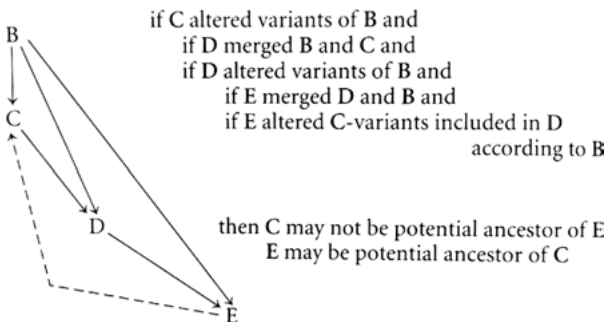 if C altered variants of B and
B
if D merged B and C and
if D altered variants of B and
if E merged D and B and
C
if E altered C-variants included in D
according to B
D
then C may not be potential ancestor of E
E may be potential ancestor of C
E